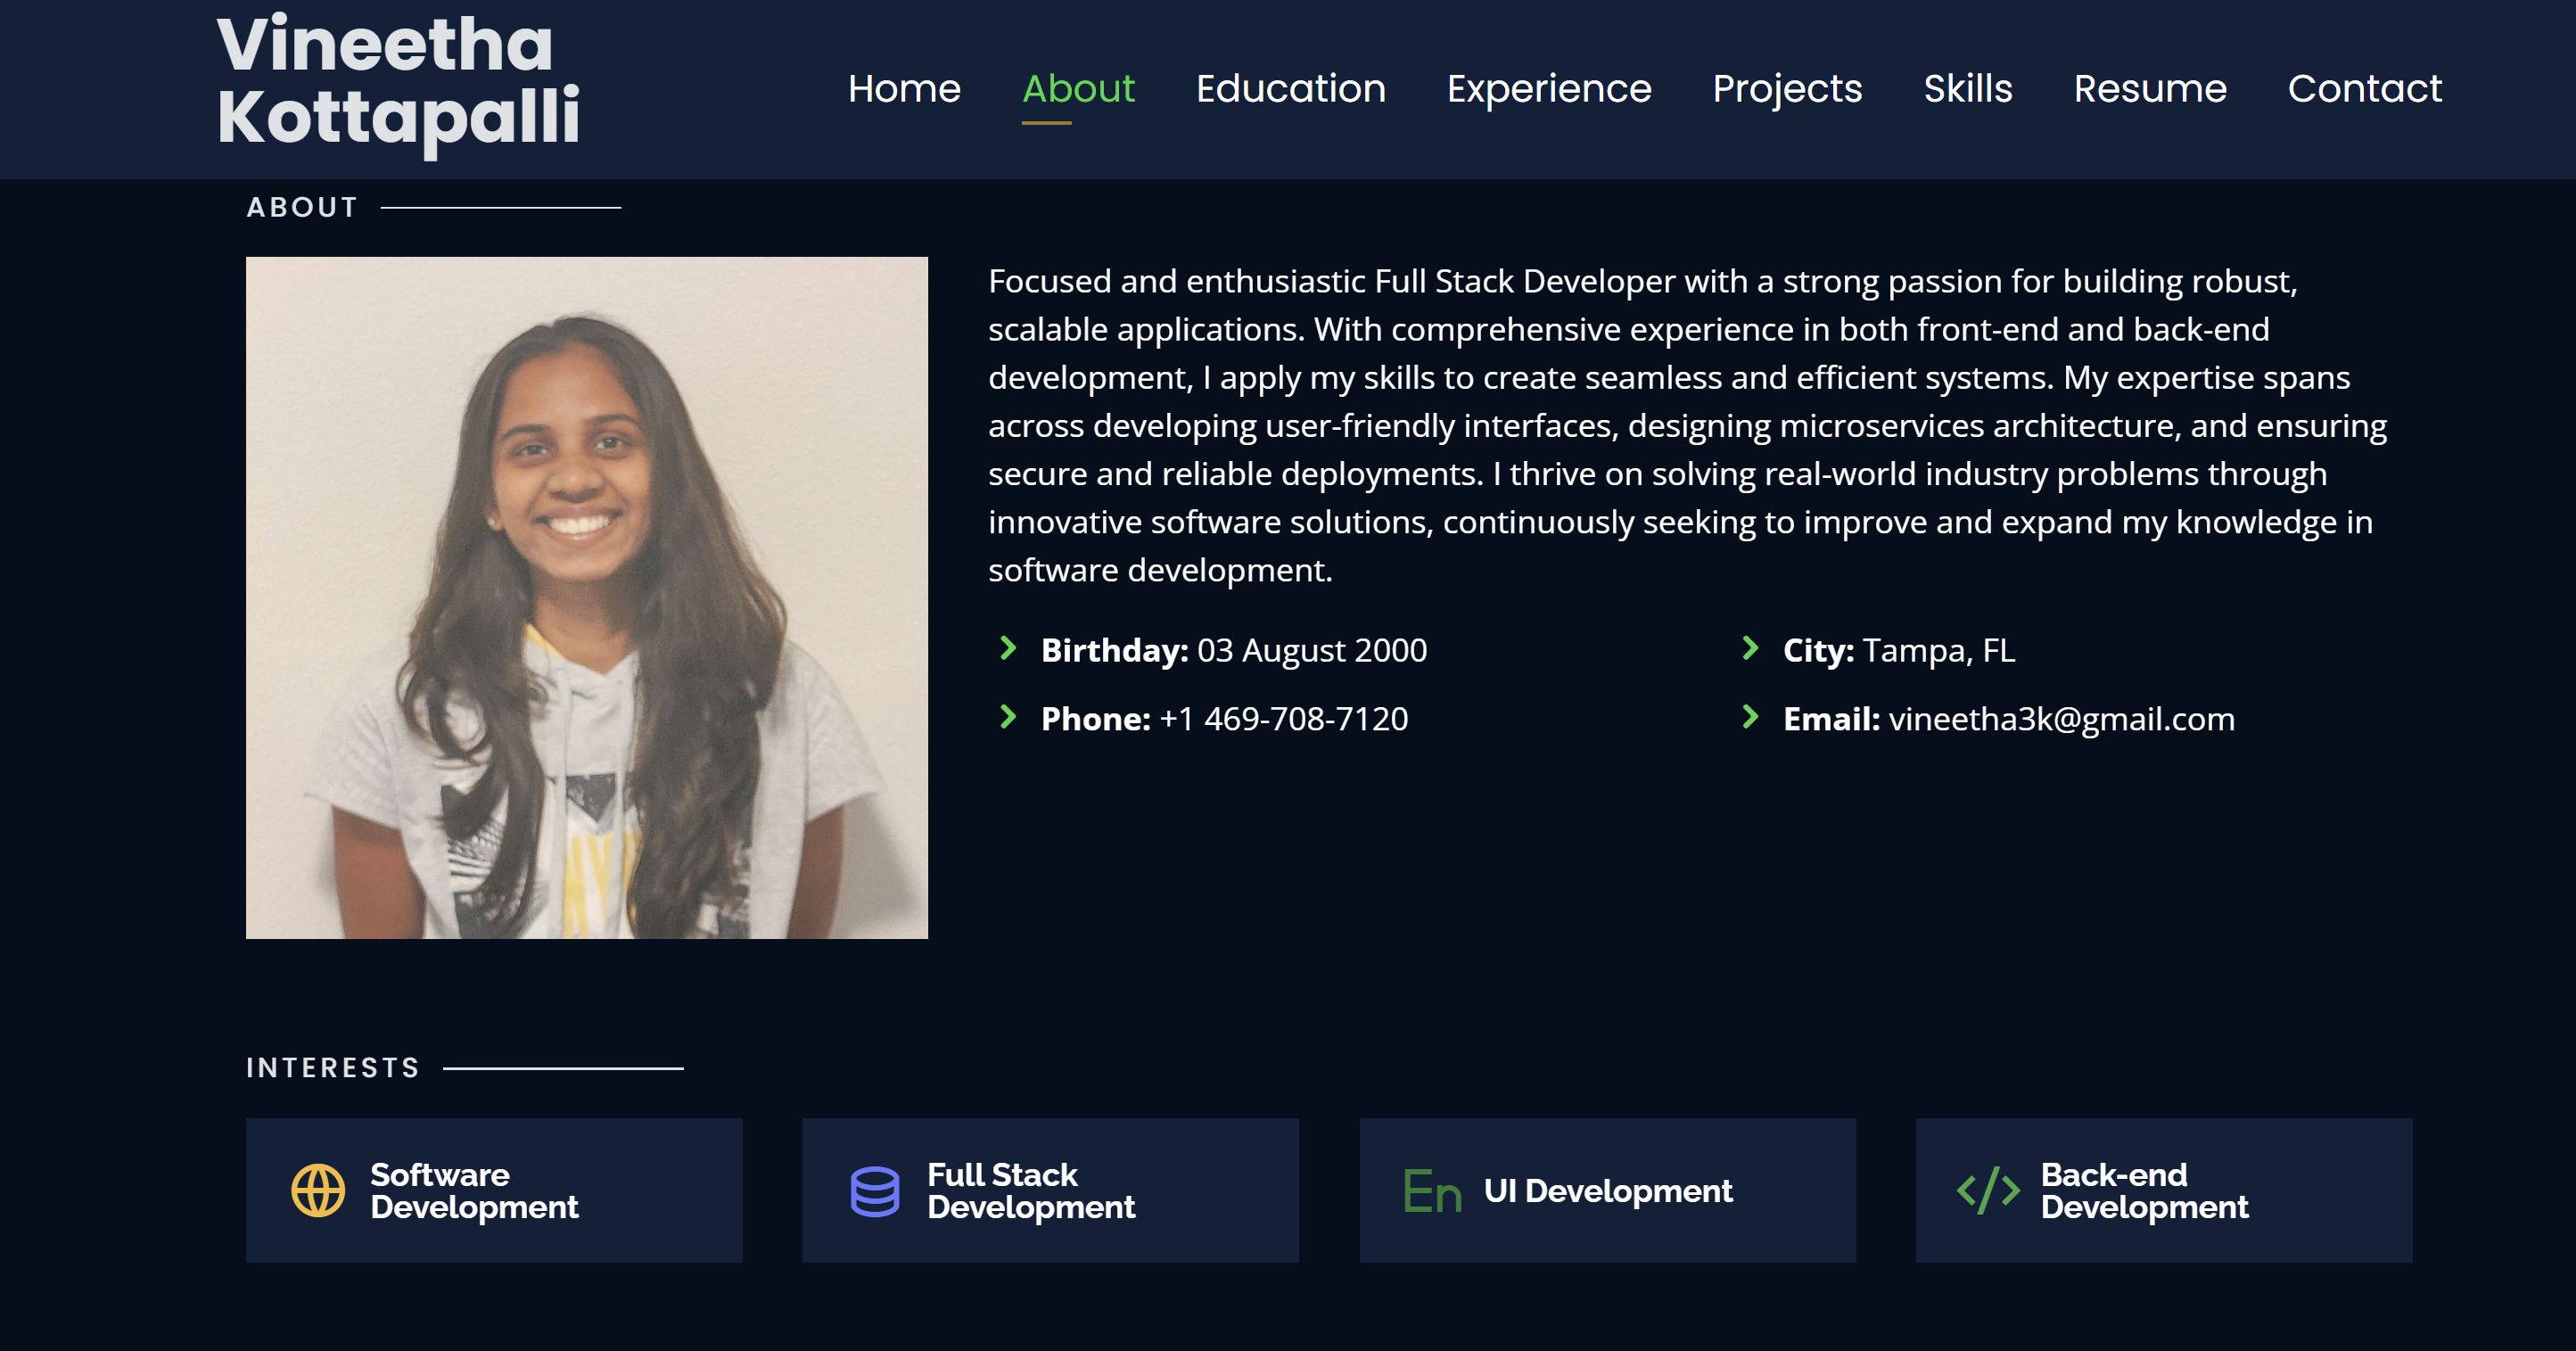 Vineetha
Kottapalli
Home About Education Experience Projects Skills Resume Contact
ABOUT
Focused and enthusiastic Full Stack Developer with a strong passion for building robust,
scalable applications. With comprehensive experience in both front-end and back-end
development, I apply my skills to create seamless and efficient systems. My expertise spans
across developing user-friendly interfaces, designing microservices architecture, and ensuring
secure and reliable deployments. I thrive on solving real-world industry problems through
innovative software solutions, continuously seeking to improve and expand my knowledge in
software development.
Birthday: 03 August 2000
City: Tampa, FL
Phone: +1 469-708-7120
Email: vineetha3k@gmail.com
INTERESTS
Software
Development
Full Stack
Development
En
UI Development
</>
Back-end
Development